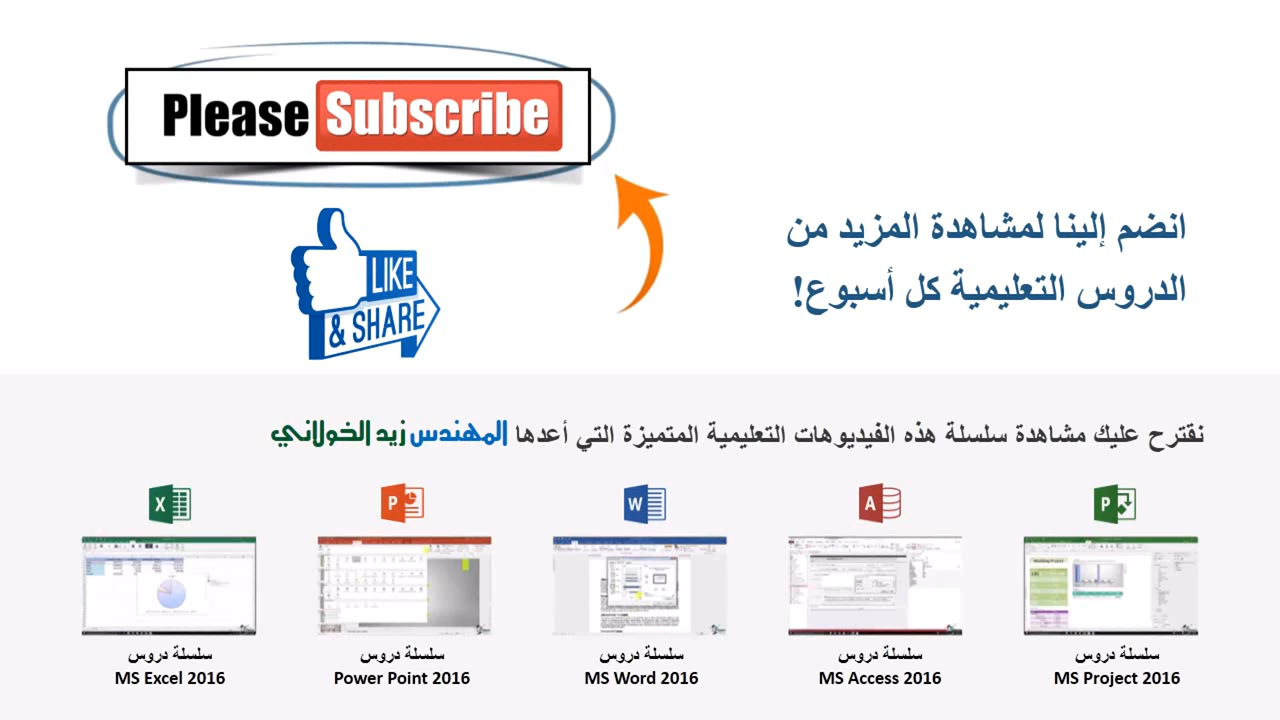 Please Subscribe
LIKE
& SHARE
انضم إلينا لمشاهدة المزيد من
الدروس التعليمية كل أسبوع!
نقترح عليك مشاهدة سلسلة هذه الفيديوهات التعليمية المتميزة التي أعدها المهندس زيد الخولاني
سلسلة دروس
MS Excel 2016
سلسلة دروس
Power Point 2016
سلسلة دروس
MS Word 2016
سلسلة دروس
MS Access 2016
سلسلة دروس
MS Project 2016